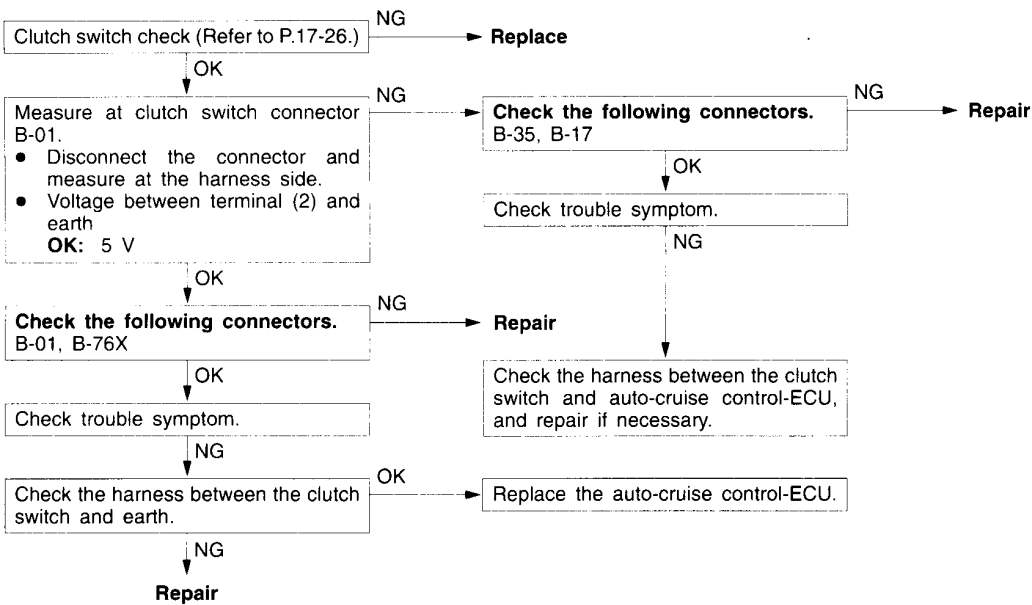 Clutch switch check (Refer to P.17-26.)
NG
Replace
OK
Measure at clutch switch connector
B-01.
● Disconnect the connector and
measure at the harness side.
● Voltage between terminal (2) and
earth
OK: 5 V
NG
Check the following connectors.
B-35, B-17
NG
Repair
OK
Check trouble symptom.
NG
Check the harness between the clutch
switch and auto-cruise control-ECU,
and repair if necessary.
OK
Check the following connectors.
B-01, B-76X
NG
Repair
OK
Check trouble symptom.
NG
Check the harness between the clutch
switch and earth.
OK
Replace the auto-cruise control-ECU.
NG
Repair